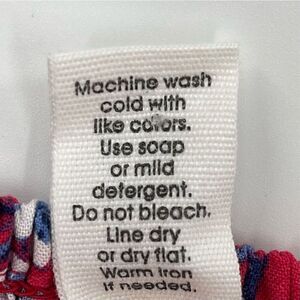 Machine wash
cold with
like colors.
Use soap
or mild
detergent.
Do not bleach.
Line dry
or dry flat.
Warm iron
if needed.